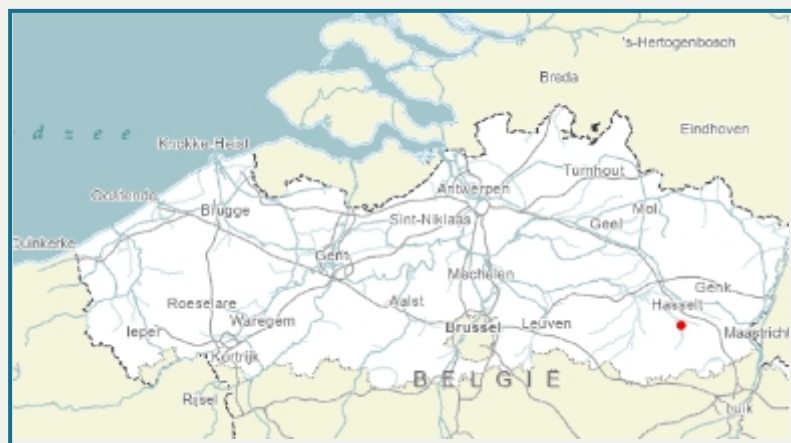 's-Hertogenbosch
Breda
Eindhoven
d z e e
Knokke-Heist
Turnhout
Antwerpen
Oostende
Brugge
Sint-Niklaas
Geel
Mol
Duinkerke
Gent
Mechelen
Genk
Roeselare
Aalst
Hasselt
Ieper
Waregem
Brussel
Leuven
Maastricht
Kortrijk
BELGIË
Rijsel
Luik